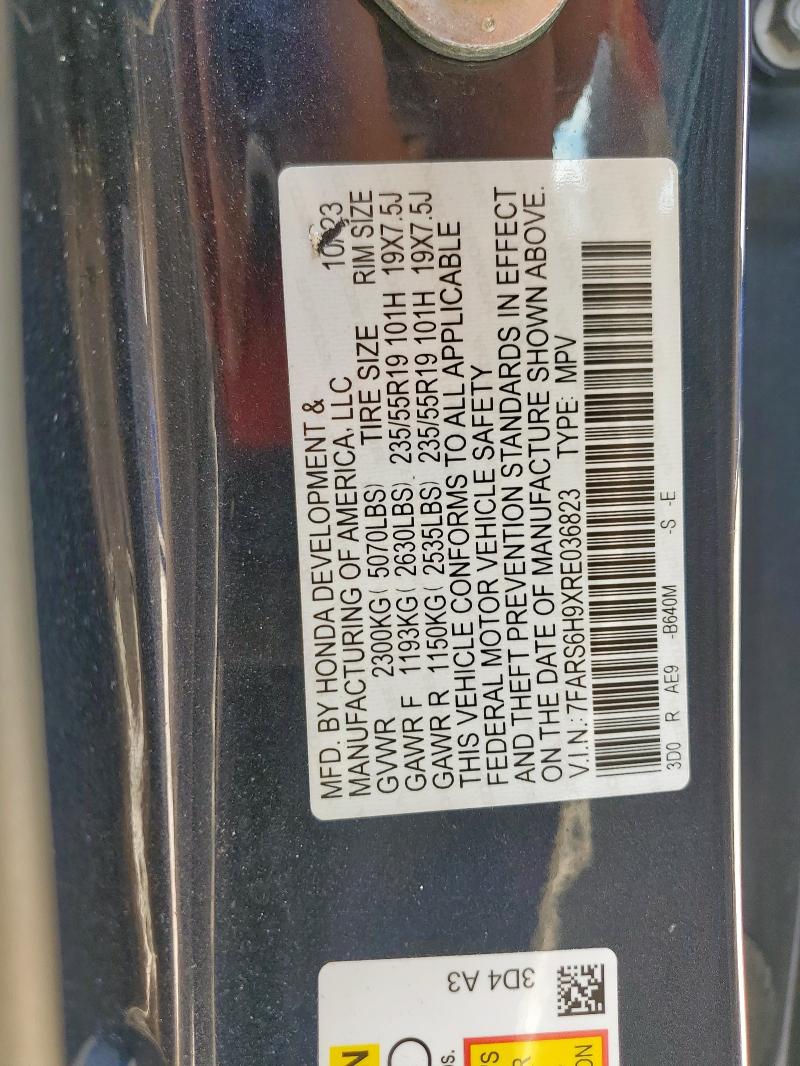 MFD. BY HONDA DEVELOPMENT &
MANUFACTURING OF AMERICA, LLC 10/23
GVWR 2300KG ( 5070LBS) TIRE SIZE RIM SIZE
GAWR F 1193KG ( 2630LBS) 235/55R19 101H 19X7.5J
GAWR R 1150KG ( 2535LBS) 235/55R19 101H 19X7.5J
THIS VEHICLE CONFORMS TO ALL APPLICABLE
FEDERAL MOTOR VEHICLE SAFETY
AND THEFT PREVENTION STANDARDS IN EFFECT
ON THE DATE OF MANUFACTURE SHOWN ABOVE.
V.I.N.: 7FARS6H9XRE036823 TYPE: MPV
3D0 R AE9 -B640M -S -E
3D4 A3